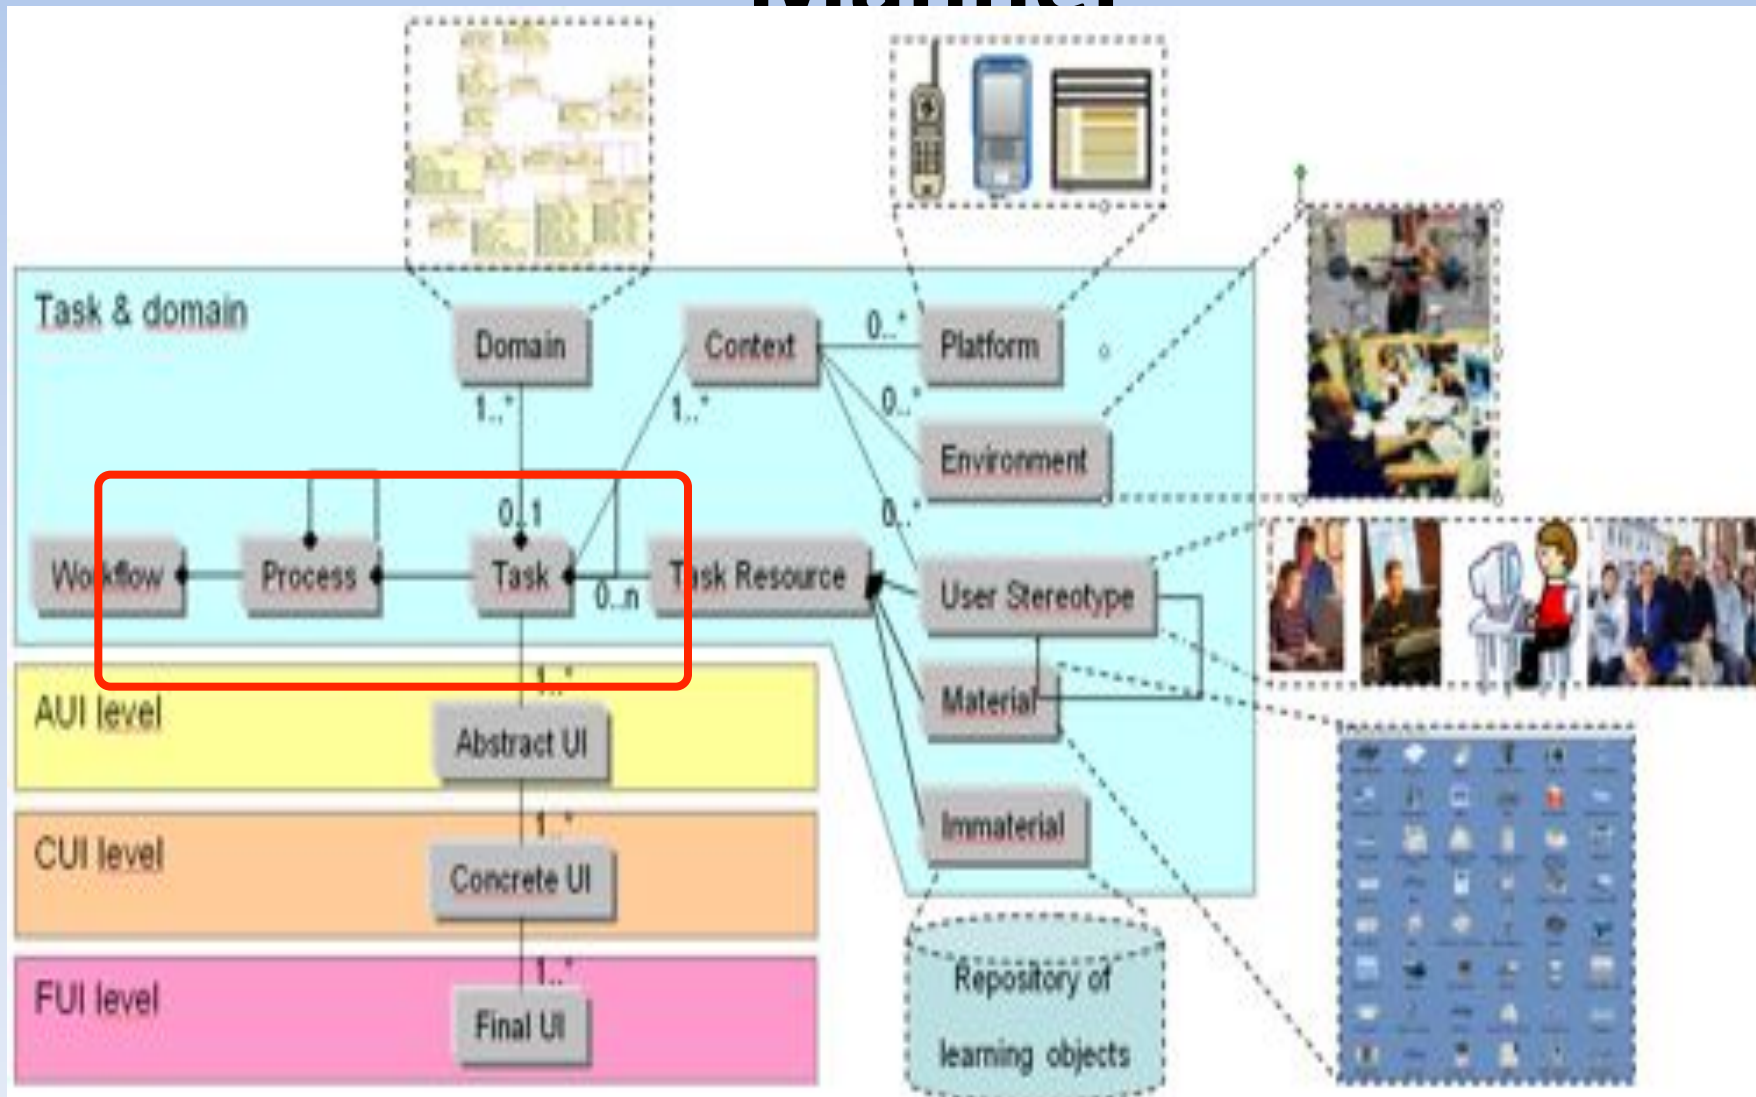 Task & domain
Domain
Context
Platform
0..*
1..*
1..*
0..*
Environment
0..1
0..*
Workflow
Process
Task
0..n
Task Resource
User Stereotype
1..*
AUI level
Material
Abstract UI
1..*
CUI level
Immaterial
Concrete UI
1..*
FUI level
Final UI
Repository of
learning objects